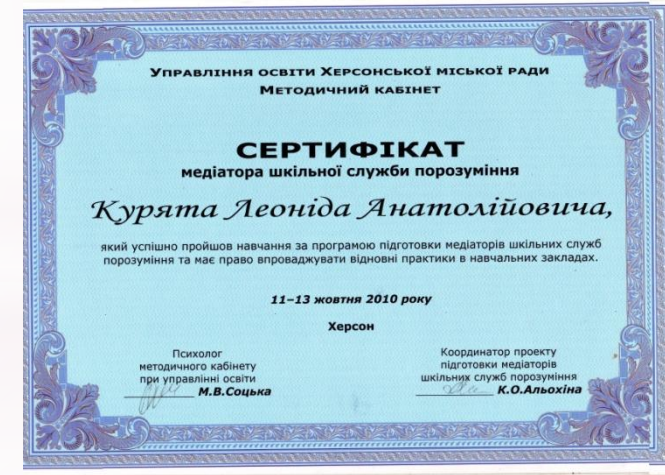 Управління освіти Херсонської міської ради
Методичний кабінет
СЕРТИФІКАТ
медіатора шкільної служби порозуміння
Курята Леоніда Анатолійовича,
який успішно пройшов навчання за програмою підготовки медіаторів шкільних служб
порозуміння та має право впроваджувати відновні практики в навчальних закладах.
11–13 жовтня 2010 року
Херсон
Психолог
методичного кабінету
при управлінні освіти
М.В.Соцька
Координатор проекту
підготовки медіаторів
шкільних служб порозуміння
К.О.Альохіна